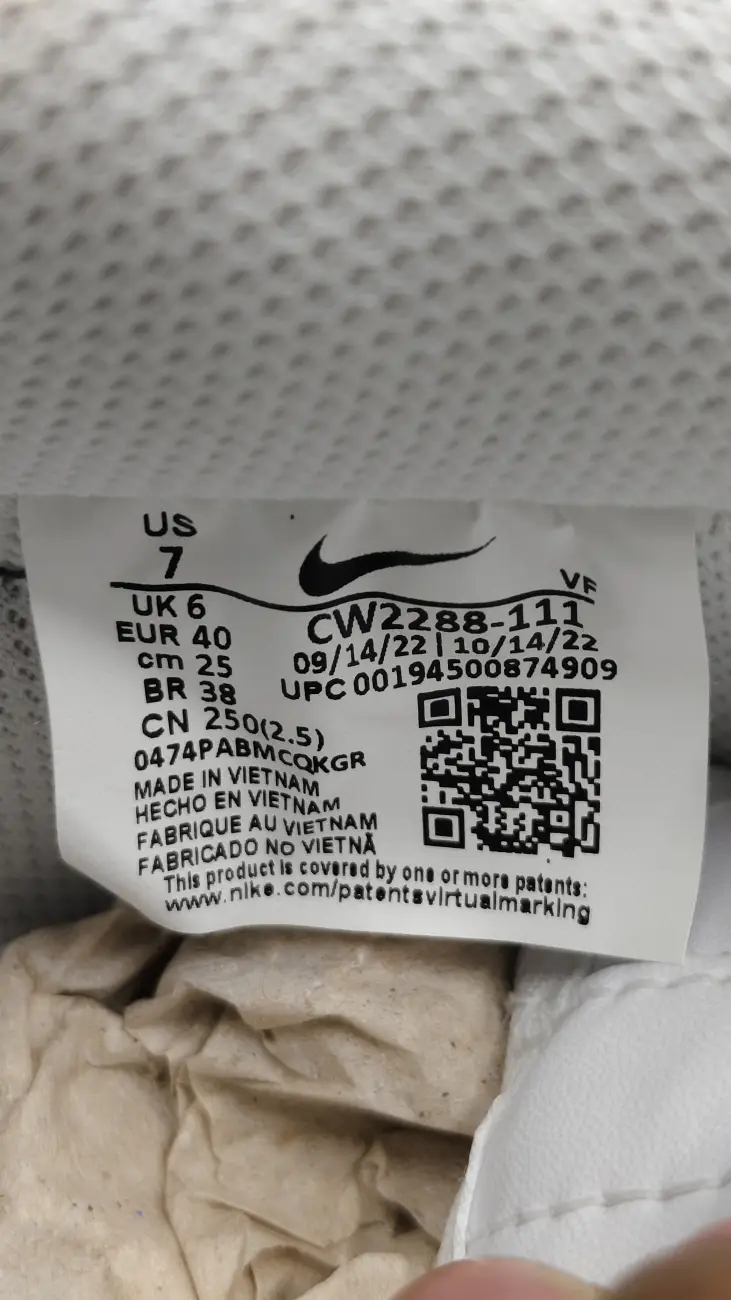 US
7
VF
UK 6
EUR 40
cm 25
BR 38
CN 250(2.5)
CW2288-111
09/14/22 | 10/14/22
UPC 00194500874909
0474PABMCQKGR
MADE IN VIETNAM
HECHO EN VIETNAM
FABRIQUE AU VIETNAM
FABRICADO NO VIETNÃ
This product is covered by one or more patents:
www.nike.com/patentsvirtualmarking